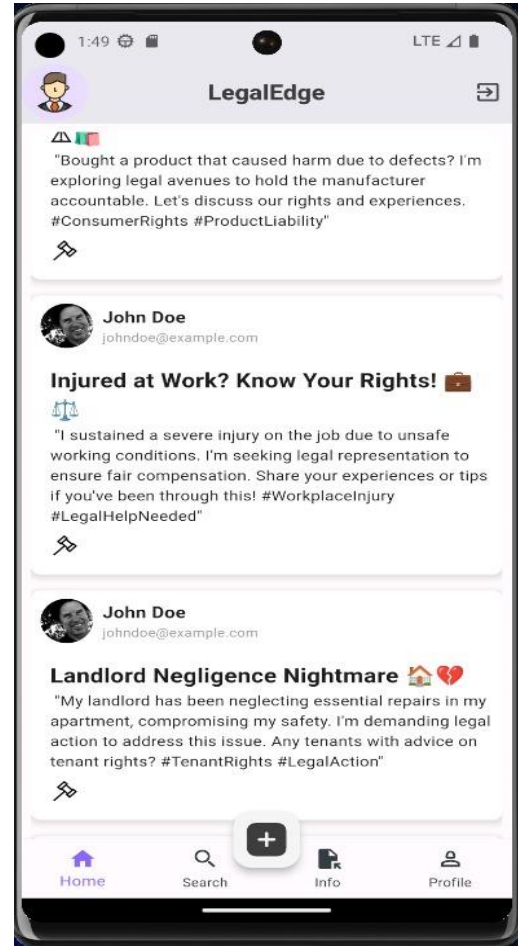 1:49
LTE
LegalEdge
"Bought a product that caused harm due to defects? I'm
exploring legal avenues to hold the manufacturer
accountable. Let's discuss our rights and experiences.
#ConsumerRights #ProductLiability"
John Doe
johndoe@example.com
Injured at Work? Know Your Rights! 💼
⚖️
"I sustained a severe injury on the job due to unsafe
working conditions. I'm seeking legal representation to
ensure fair compensation. Share your experiences or tips
if you've been through this! #WorkplaceInjury
#LegalHelpNeeded"
John Doe
johndoe@example.com
Landlord Negligence Nightmare 🏠💔
"My landlord has been neglecting essential repairs in my
apartment, compromising my safety. I'm demanding legal
action to address this issue. Any tenants with advice on
tenant rights? #TenantRights #LegalAction"
Home
Search
Info
Profile